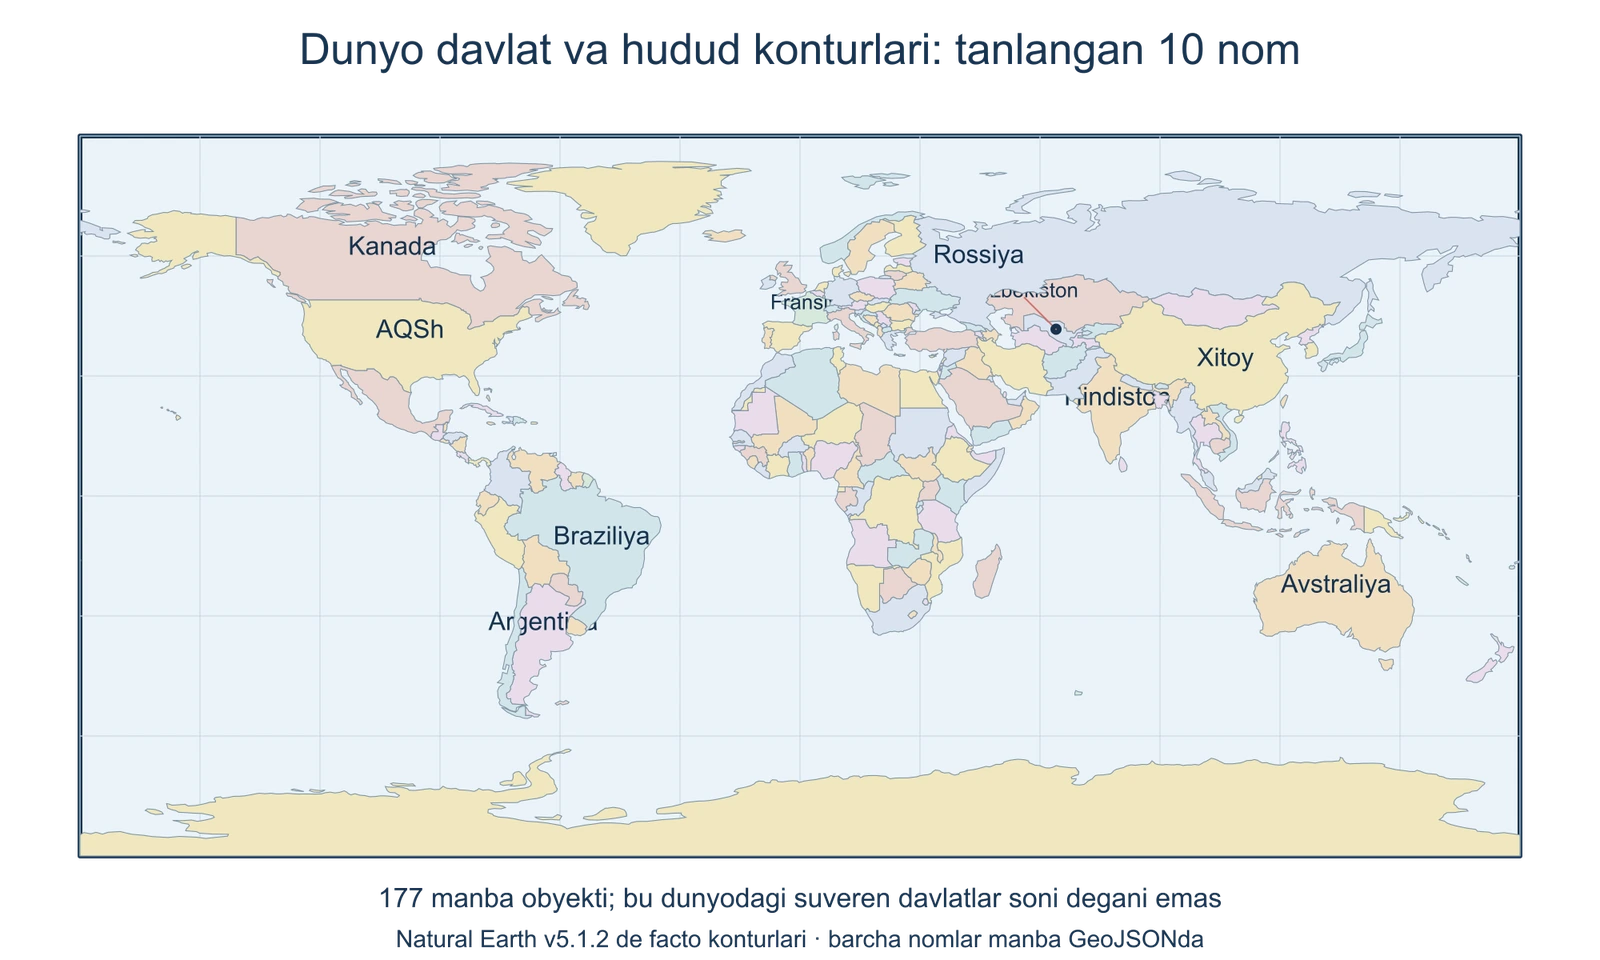 Dunyo davlat va hudud konturlari: tanlangan 10 nom
Kanada
Rossiya
AQSh
Xitoy
Braziliya
Avstraliya
177 manba obyekti; bu dunyodagi suveren davlatlar soni degani emas
Natural Earth v5.1.2 de facto konturlari · barcha nomlar manba GeoJSONda